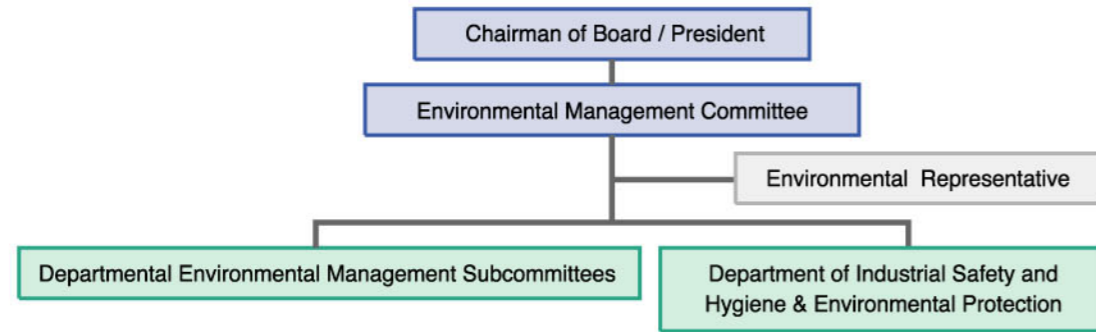 Chairman of Board / President
Environmental Management Committee
Environmental Representative
Departmental Environmental Management Subcommittees
Department of Industrial Safety and
Hygiene & Environmental Protection